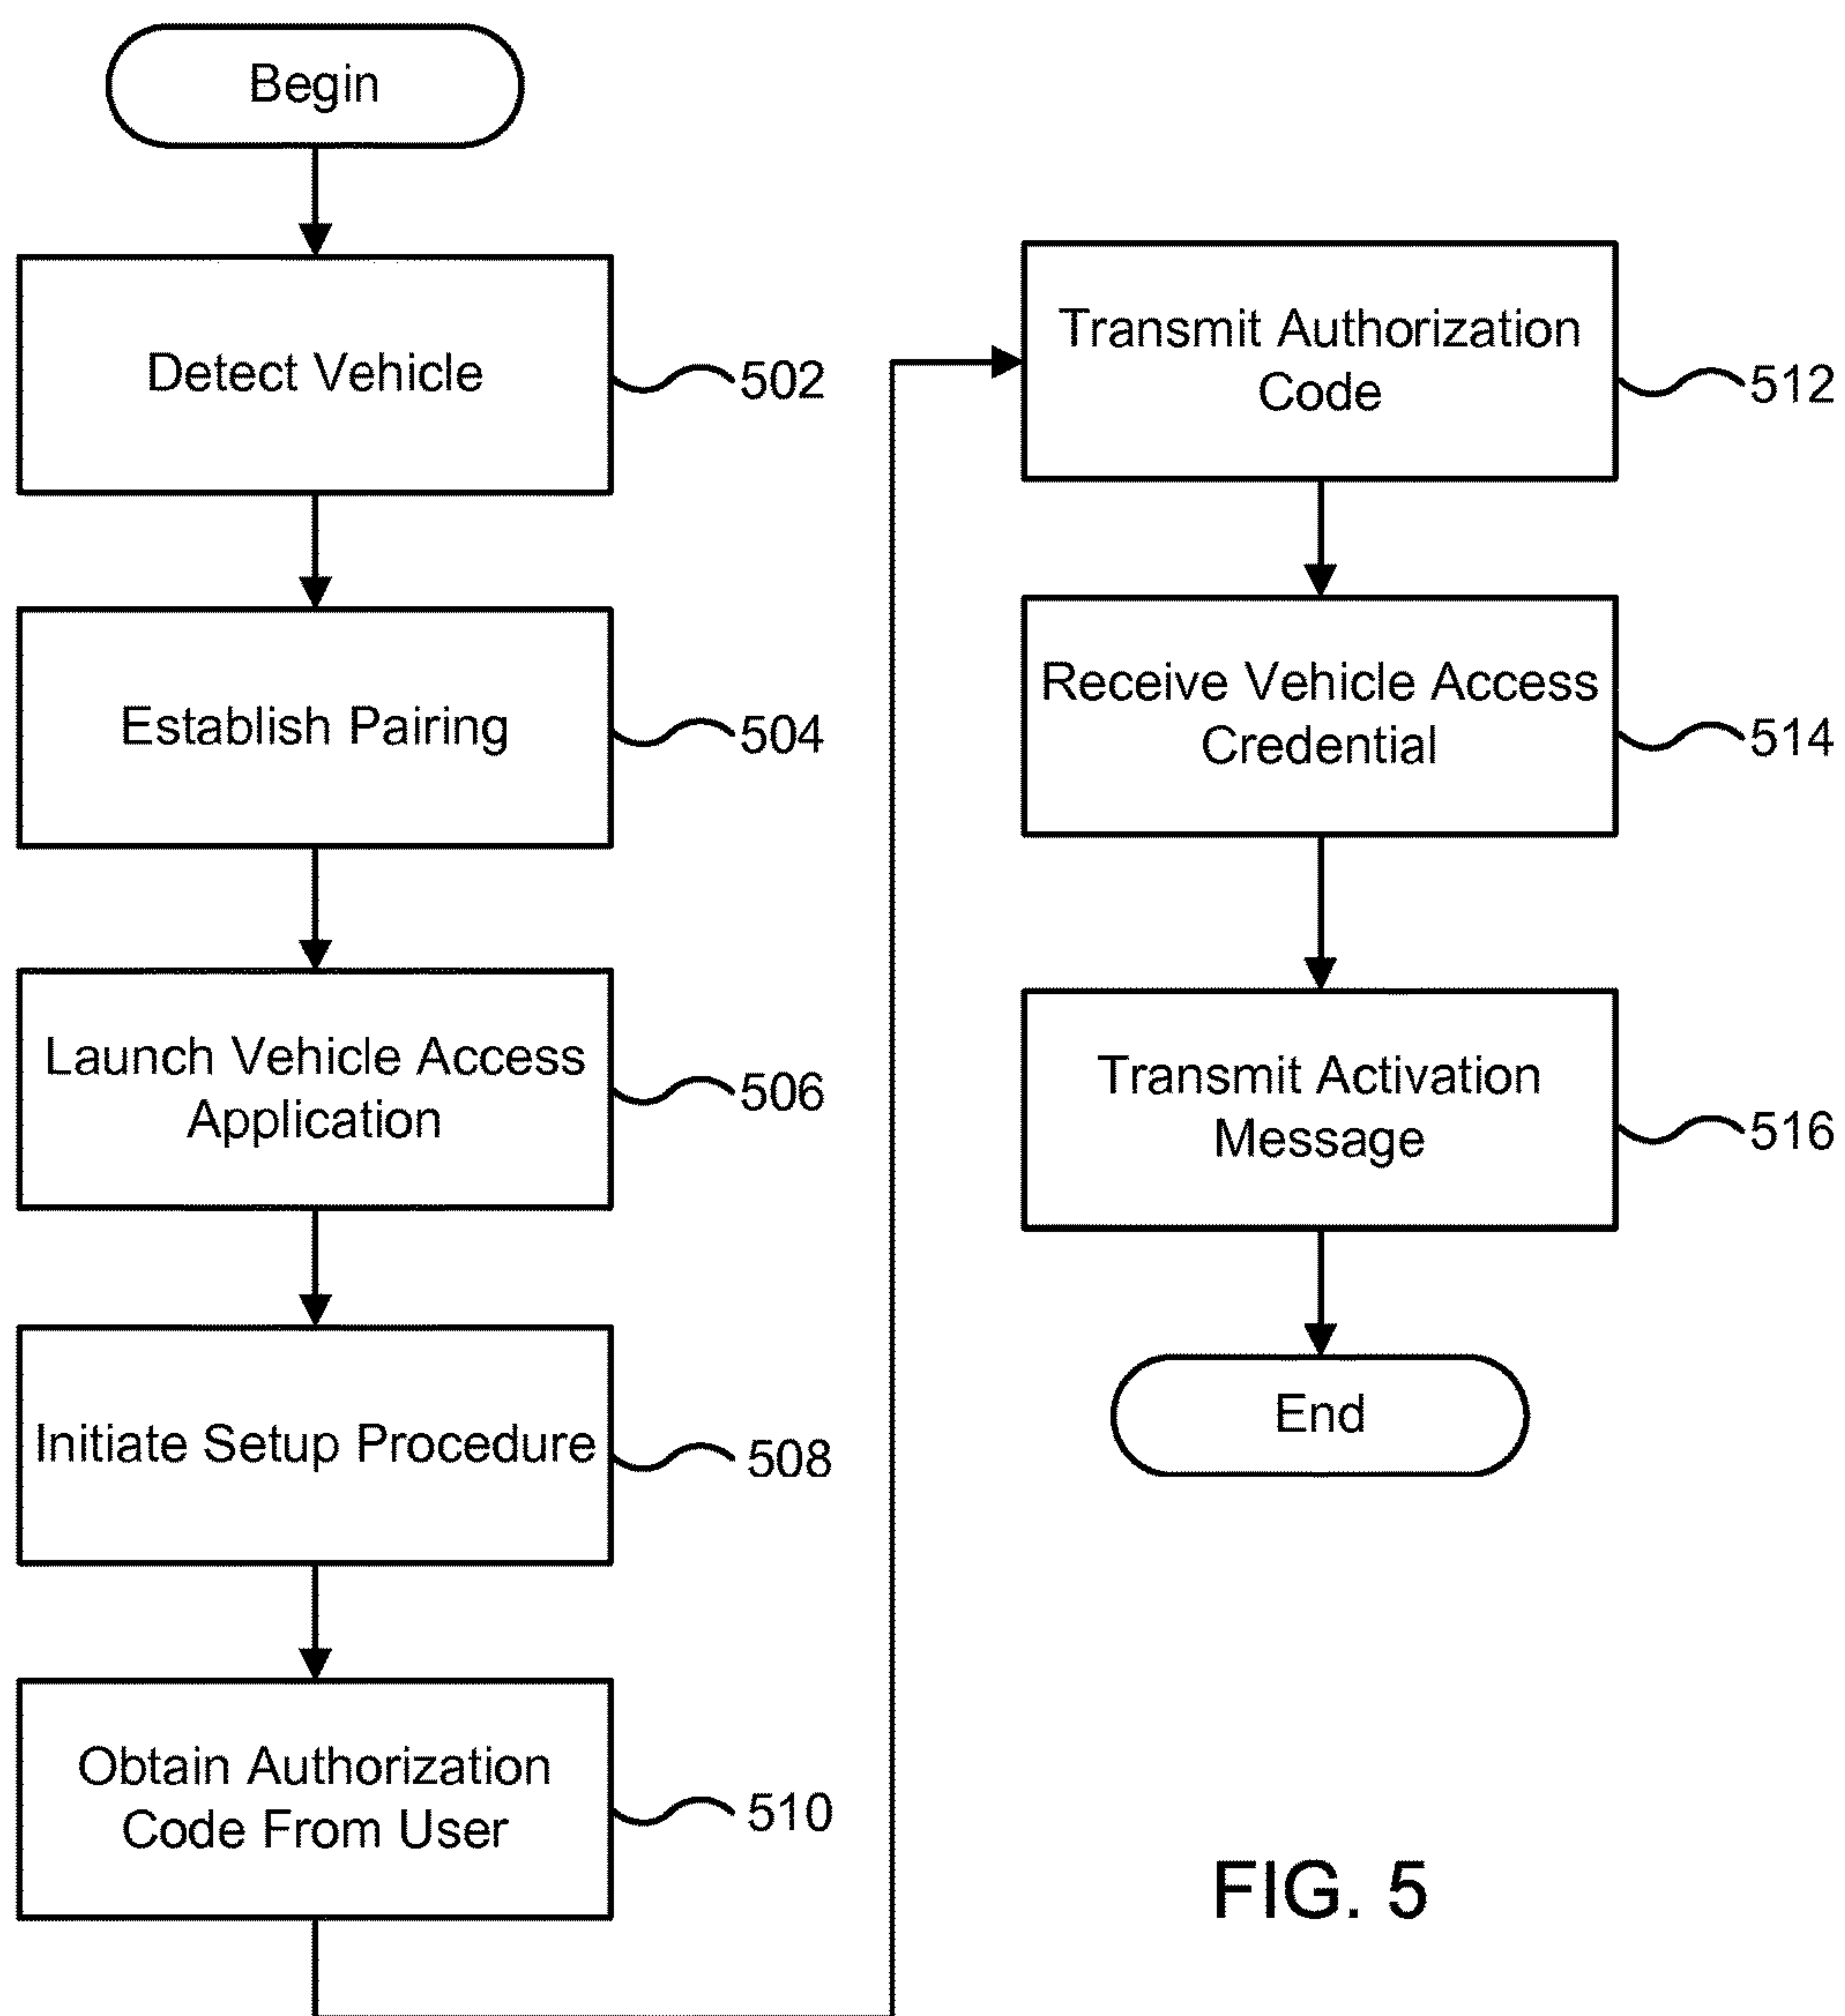 Begin
Detect Vehicle
502
Establish Pairing
504
Launch Vehicle Access
Application
506
Initiate Setup Procedure
508
Obtain Authorization
Code From User
510
Transmit Authorization
Code
512
Receive Vehicle Access
Credential
514
Transmit Activation
Message
516
End
FIG. 5